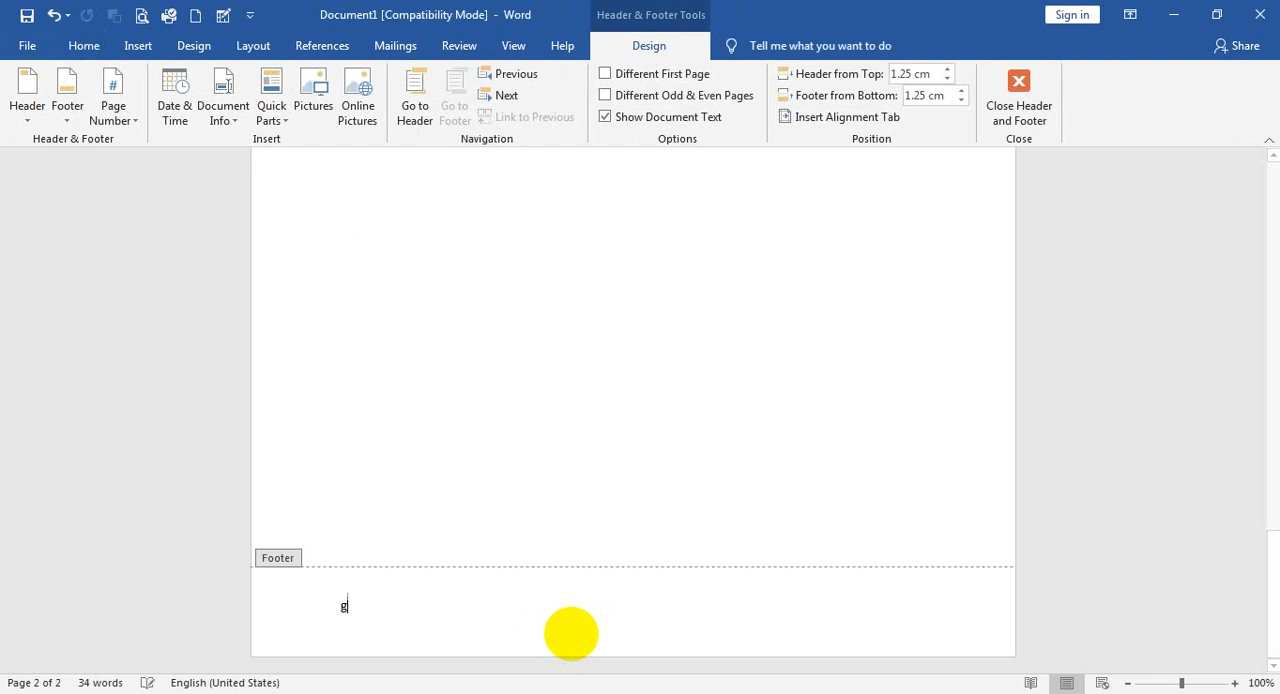 Document1 [Compatibility Mode] - Word
Header & Footer Tools
Sign in
File Home Insert Design Layout References Mailings Review View Help Design Tell me what you want to do Share
Header
Footer
Page Number
Header & Footer
Date & Time
Document Info
Quick Parts
Pictures
Online Pictures
Insert
Go to Header
Go to Footer
Previous
Next
Link to Previous
Navigation
Different First Page
Different Odd & Even Pages
Show Document Text
Options
Header from Top: 1.25 cm
Footer from Bottom: 1.25 cm
Insert Alignment Tab
Position
Close Header and Footer
Close
Footer
g
Page 2 of 2 34 words English (United States) 100%